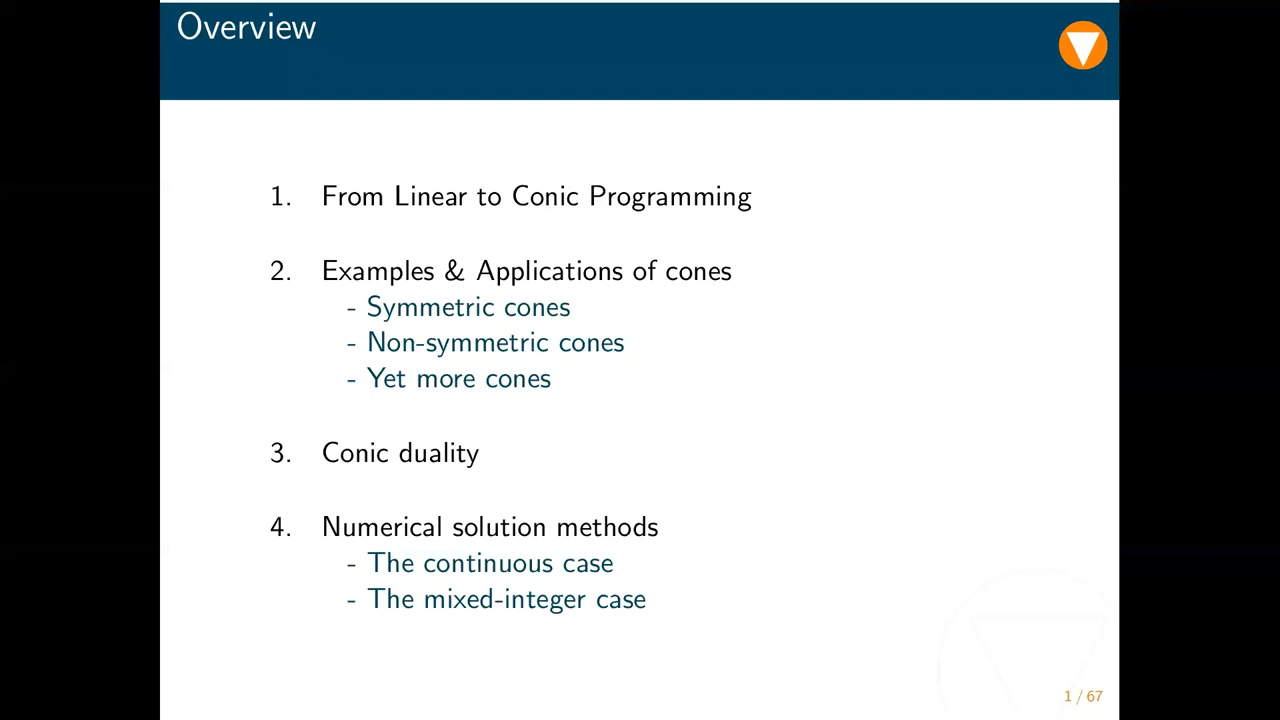 Overview
1. From Linear to Conic Programming
2. Examples & Applications of cones
- Symmetric cones
- Non-symmetric cones
- Yet more cones
3. Conic duality
4. Numerical solution methods
- The continuous case
- The mixed-integer case
1 / 67